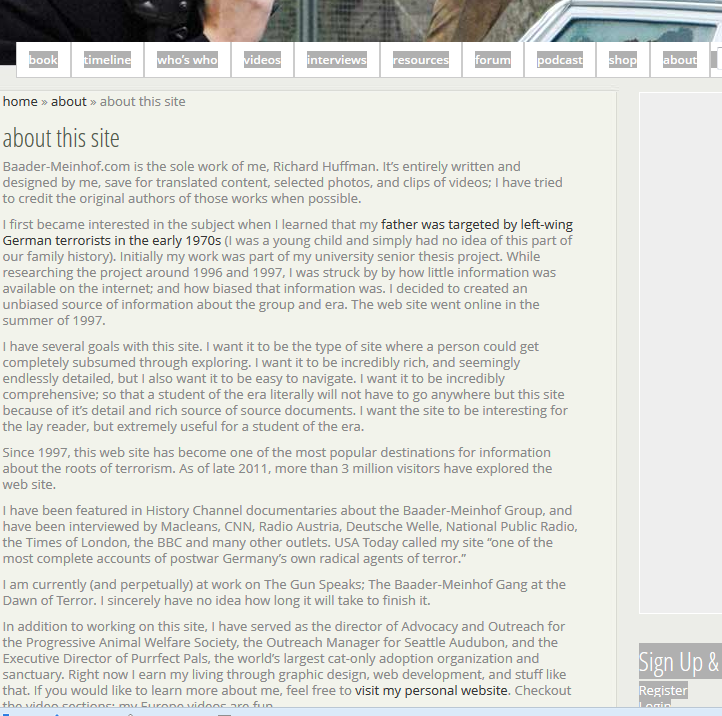 book timeline who's who videos interviews resources forum podcast shop about
home » about » about this site
about this site
Baader-Meinhof.com is the sole work of me, Richard Huffman. It's entirely written and
designed by me, save for translated content, selected photos, and clips of videos; I have tried
to credit the original authors of those works when possible.
I first became interested in the subject when I learned that my father was targeted by left-wing
German terrorists in the early 1970s (I was a young child and simply had no idea of this part of
our family history). Initially my work was part of my university senior thesis project. While
researching the project around 1996 and 1997, I was struck by by how little information was
available on the internet; and how biased that information was. I decided to created an
unbiased source of information about the group and era. The web site went online in the
summer of 1997.
I have several goals with this site. I want it to be the type of site where a person could get
completely subsumed through exploring. I want it to be incredibly rich, and seemingly
endlessly detailed, but I also want it to be easy to navigate. I want it to be incredibly
comprehensive; so that a student of the era literally will not have to go anywhere but this site
because of it's detail and rich source of source documents. I want the site to be interesting for
the lay reader, but extremely useful for a student of the era.
Since 1997, this web site has become one of the most popular destinations for information
about the roots of terrorism. As of late 2011, more than 3 million visitors have explored the
web site.
I have been featured in History Channel documentaries about the Baader-Meinhof Group, and
have been interviewed by Macleans, CNN, Radio Austria, Deutsche Welle, National Public Radio,
the Times of London, the BBC and many other outlets. USA Today called my site "one of the
most complete accounts of postwar Germany's own radical agents of terror."
I am currently (and perpetually) at work on The Gun Speaks; The Baader-Meinhof Gang at the
Dawn of Terror. I sincerely have no idea how long it will take to finish it.
In addition to working on this site, I have served as the director of Advocacy and Outreach for
the Progressive Animal Welfare Society, the Outreach Manager for Seattle Audubon, and the
Executive Director of Purrfect Pals, the world's largest cat-only adoption organization and
sanctuary. Right now I earn my living through graphic design, web development, and stuff like
that. If you would like to learn more about me, feel free to visit my personal website. Checkout
the video sections; my Europe videos are fun.
Sign Up &
Register
Login